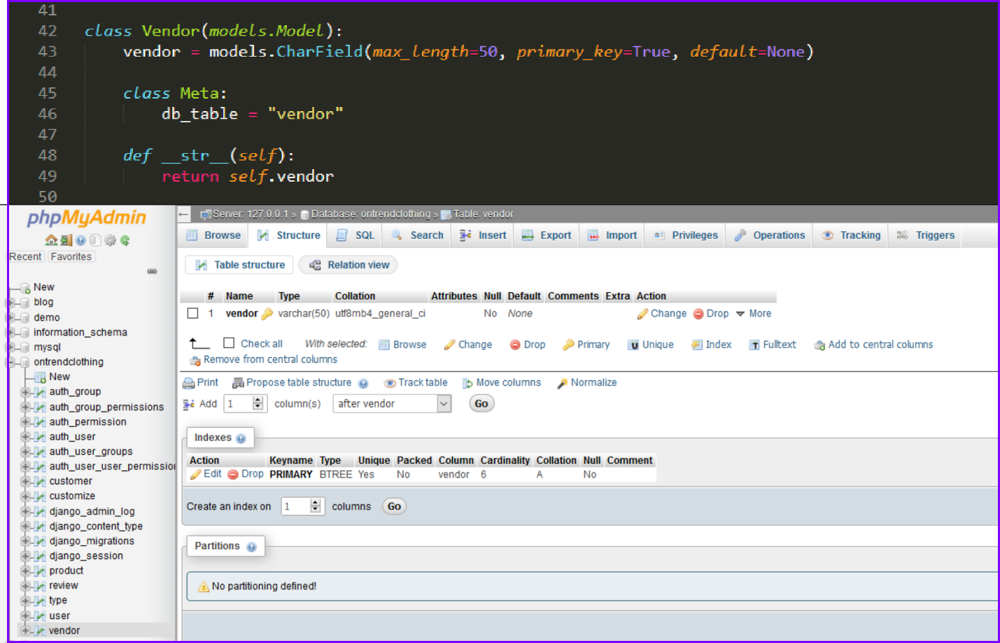 41
42 class Vendor(models.Model):
43 vendor = models.CharField(max_length=50, primary_key=True, default=None)
44
45 class Meta:
46 db_table = "vendor"
47
48 def __str__(self):
49 return self.vendor
50
phpMyAdmin
Recent Favorites
New
blog
demo
information_schema
mysql
ontrendclothing
New
auth_group
auth_group_permissions
auth_permission
auth_user
auth_user_groups
auth_user_user_permission
customer
customize
django_admin_log
django_content_type
django_migrations
django_session
product
review
type
user
vendor
Server: 127.0.0.1 » Database: ontrendclothing » Table: vendor
Browse Structure SQL Search Insert Export Import Privileges Operations Tracking Triggers
Table structure Relation view
# Name Type Collation Attributes Null Default Comments Extra Action
1 vendor varchar(50) utf8mb4_general_ci No None Change Drop More
Check all With selected: Browse Change Drop Primary Unique Index Fulltext Add to central columns
Remove from central columns
Print Propose table structure Track table Move columns Normalize
Add 1 column(s) after vendor Go
Indexes
Action Keyname Type Unique Packed Column Cardinality Collation Null Comment
Edit Drop PRIMARY BTREE Yes No vendor 6 A No
Create an index on 1 columns Go
Partitions
No partitioning defined!